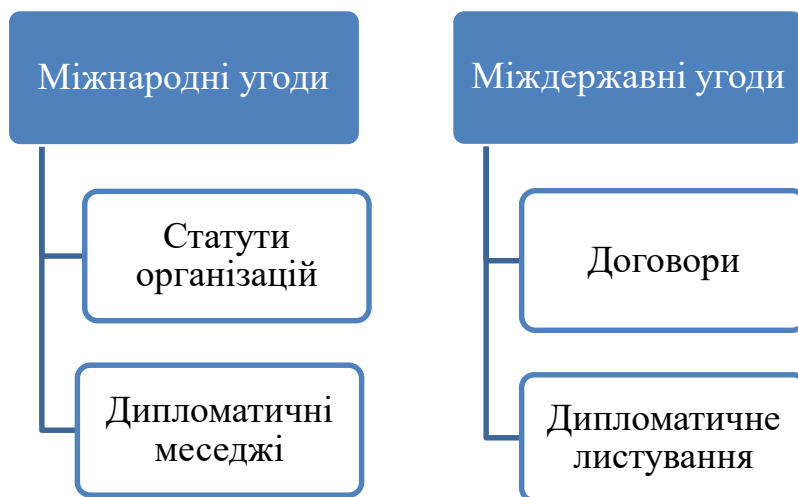 Міжнародні угоди
Статути
організацій
Дипломатичні
меседжі
Міждержавні угоди
Договори
Дипломатичне
листування